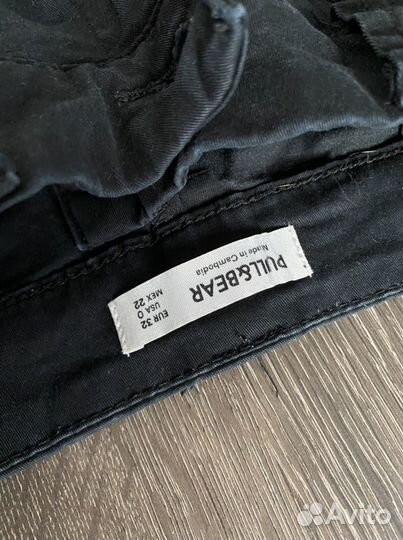 PULL&BEAR
Made in Cambodia
EUR 32
USA 0
MEX 22
Avito